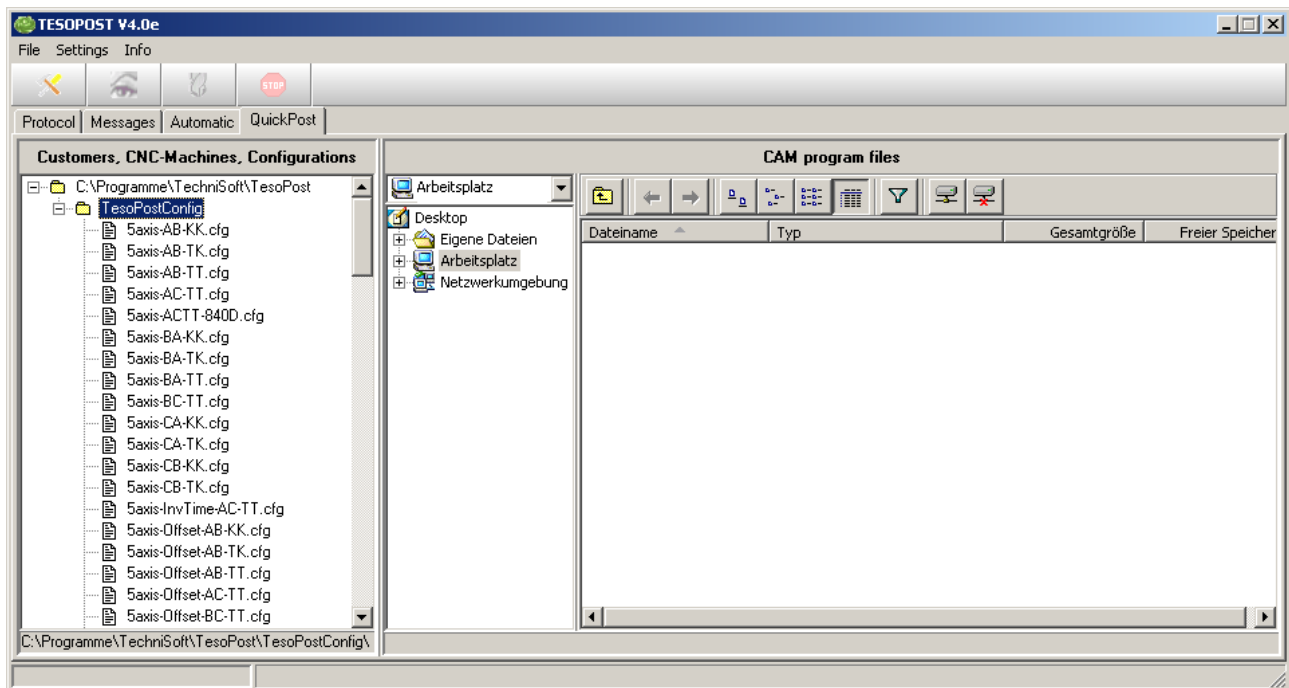 TESOPOST V4.0e
File Settings Info
STOP
Protocol Messages Automatic QuickPost
Customers, CNC-Machines, Configurations
C:\Programme\TechniSoft\TesoPost
TesoPostConfig
5axis-AB-KK.cfg
5axis-AB-TK.cfg
5axis-AB-TT.cfg
5axis-AC-TT.cfg
5axis-ACTT-840D.cfg
5axis-BA-KK.cfg
5axis-BA-TK.cfg
5axis-BA-TT.cfg
5axis-BC-TT.cfg
5axis-CA-KK.cfg
5axis-CA-TK.cfg
5axis-CB-KK.cfg
5axis-CB-TK.cfg
5axis-InvTime-AC-TT.cfg
5axis-Offset-AB-KK.cfg
5axis-Offset-AB-TK.cfg
5axis-Offset-AB-TT.cfg
5axis-Offset-AC-TT.cfg
5axis-Offset-BC-TT.cfg
C:\Programme\TechniSoft\TesoPost\TesoPostConfig\
CAM program files
Arbeitsplatz
Desktop
Eigene Dateien
Arbeitsplatz
Netzwerkumgebung
Dateiname Typ Gesamtgröße Freier Speicher